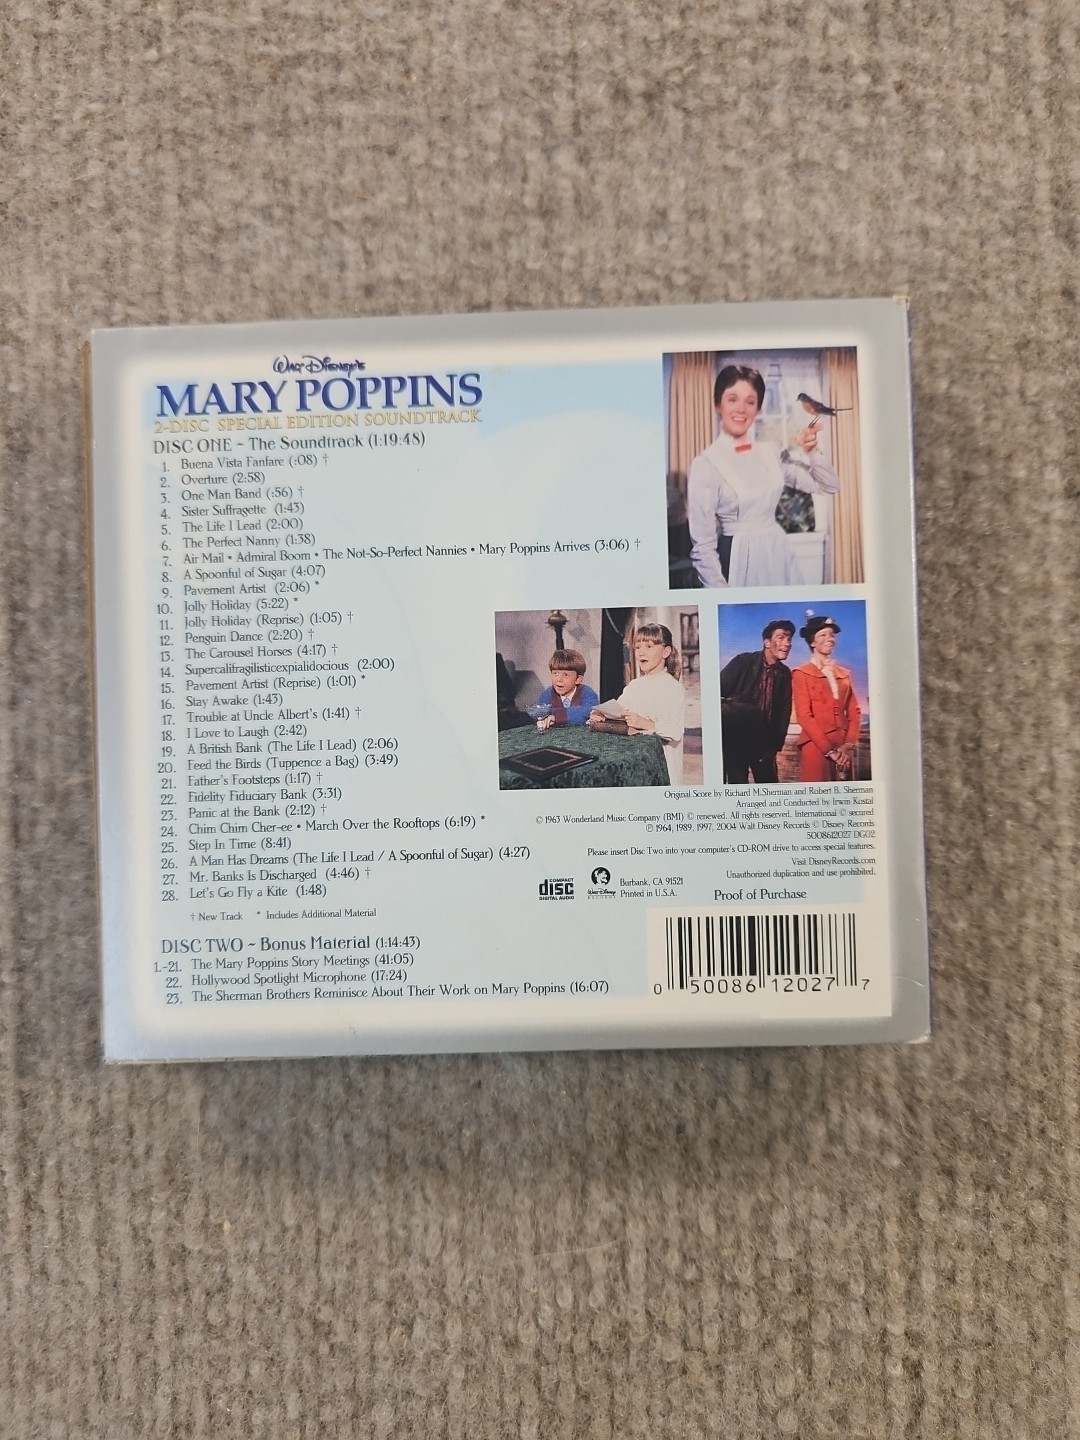 Walt Disney's
MARY POPPINS
2-DISC SPECIAL EDITION SOUNDTRACK
DISC ONE ~ The Soundtrack (1:19:48)
1. Buena Vista Fanfare (:08) †
2. Overture (2:58)
3. One Man Band (:56) †
4. Sister Suffragette (1:43)
5. The Life I Lead (2:00)
6. The Perfect Nanny (1:38)
7. Air Mail • Admiral Boom • The Not-So-Perfect Nannies • Mary Poppins Arrives (3:06) †
8. A Spoonful of Sugar (4:07)
9. Pavement Artist (2:06) *
10. Jolly Holiday (5:22) *
11. Jolly Holiday (Reprise) (1:05) †
12. Penguin Dance (2:20) †
13. The Carousel Horses (4:17) †
14. Supercalifragilisticexpialidocious (2:00)
15. Pavement Artist (Reprise) (1:01) *
16. Stay Awake (1:43)
17. Trouble at Uncle Albert's (1:41) †
18. I Love to Laugh (2:42)
19. A British Bank (The Life I Lead) (2:06)
20. Feed the Birds (Tuppence a Bag) (3:49)
21. Father's Footsteps (1:17) †
22. Fidelity Fiduciary Bank (3:31)
23. Panic at the Bank (2:12) †
24. Chim Chim Cher-ee • March Over the Rooftops (6:19) *
25. Step In Time (8:41)
26. A Man Has Dreams (The Life I Lead / A Spoonful of Sugar) (4:27)
27. Mr. Banks Is Discharged (4:46) †
28. Let's Go Fly a Kite (1:48)
† New Track * Includes Additional Material
DISC TWO ~ Bonus Material (1:14:43)
1.-21. The Mary Poppins Story Meetings (41:05)
22. Hollywood Spotlight Microphone (17:24)
23. The Sherman Brothers Reminisce About Their Work on Mary Poppins (16:07)
Original Score by Richard M. Sherman and Robert B. Sherman
Arranged and Conducted by Irwin Kostal
© 1963 Wonderland Music Company (BMI) © renewed. All rights reserved. International © secured
℗ 1964, 1989, 1997, 2004 Walt Disney Records © Disney Records
5008612027 DG02
Please insert Disc Two into your computer's CD-ROM drive to access special features.
Visit DisneyRecords.com
Unauthorized duplication and use prohibited.
COMPACT
disc
DIGITAL AUDIO
Walt Disney
RECORDS
Burbank, CA 91521
Printed in U.S.A.
Proof of Purchase
0 50086 12027 7